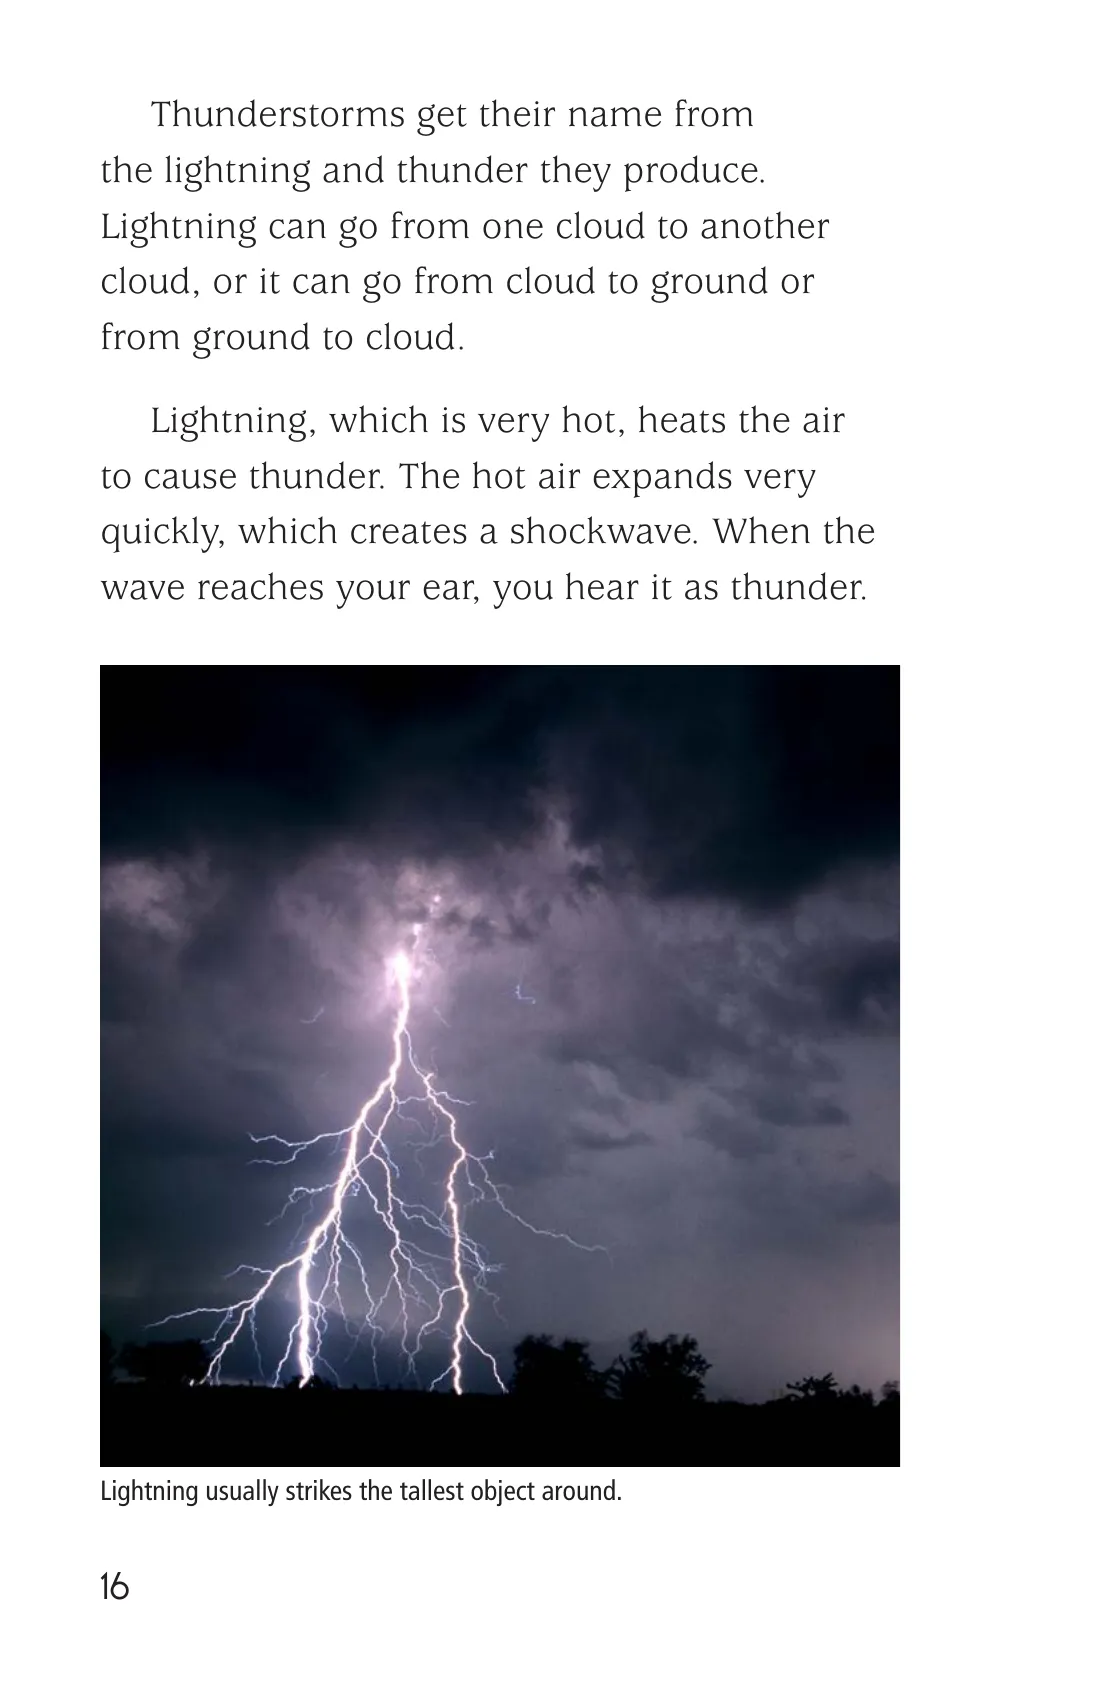 Thunderstorms get their name from
the lightning and thunder they produce.
Lightning can go from one cloud to another
cloud, or it can go from cloud to ground or
from ground to cloud.
Lightning, which is very hot, heats the air
to cause thunder. The hot air expands very
quickly, which creates a shockwave. When the
wave reaches your ear, you hear it as thunder.
Lightning usually strikes the tallest object around.
16